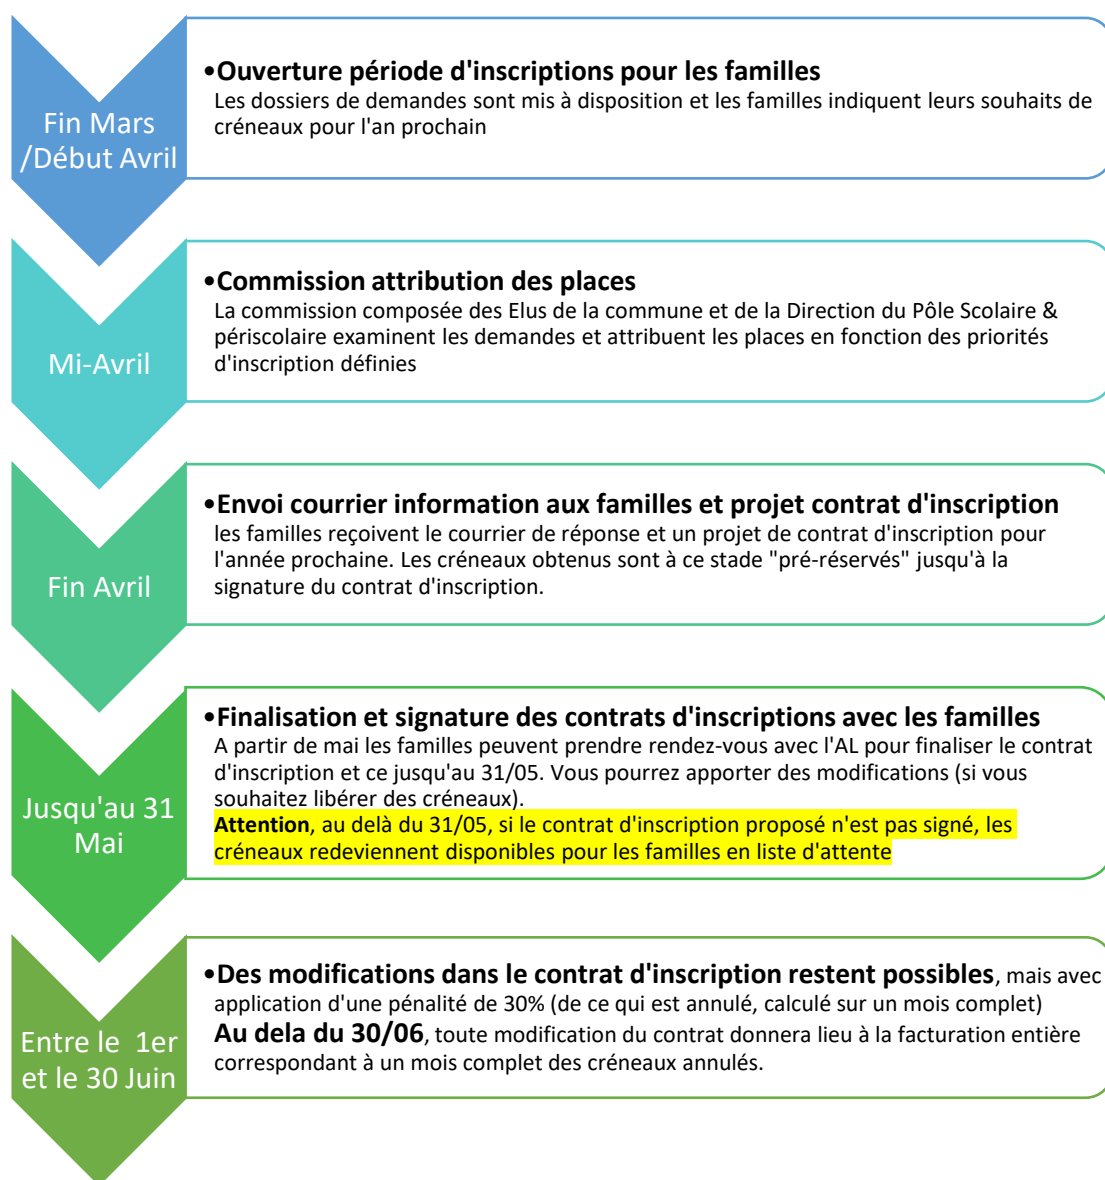 Fin Mars
/Début Avril
•Ouverture période d'inscriptions pour les familles
Les dossiers de demandes sont mis à disposition et les familles indiquent leurs souhaits de
créneaux pour l'an prochain
Mi-Avril
•Commission attribution des places
La commission composée des Elus de la commune et de la Direction du Pôle Scolaire &
périscolaire examinent les demandes et attribuent les places en fonction des priorités
d'inscription définies
Fin Avril
•Envoi courrier information aux familles et projet contrat d'inscription
les familles reçoivent le courrier de réponse et un projet de contrat d'inscription pour
l'année prochaine. Les créneaux obtenus sont à ce stade "pré-réservés" jusqu'à la
signature du contrat d'inscription.
Jusqu'au 31
Mai
•Finalisation et signature des contrats d'inscriptions avec les familles
A partir de mai les familles peuvent prendre rendez-vous avec l'AL pour finaliser le contrat
d'inscription et ce jusqu'au 31/05. Vous pourrez apporter des modifications (si vous
souhaitez libérer des créneaux).
Attention, au delà du 31/05, si le contrat d'inscription proposé n'est pas signé, les
créneaux redeviennent disponibles pour les familles en liste d'attente
Entre le 1er
et le 30 Juin
•Des modifications dans le contrat d'inscription restent possibles, mais avec
application d'une pénalité de 30% (de ce qui est annulé, calculé sur un mois complet)
Au dela du 30/06, toute modification du contrat donnera lieu à la facturation entière
correspondant à un mois complet des créneaux annulés.